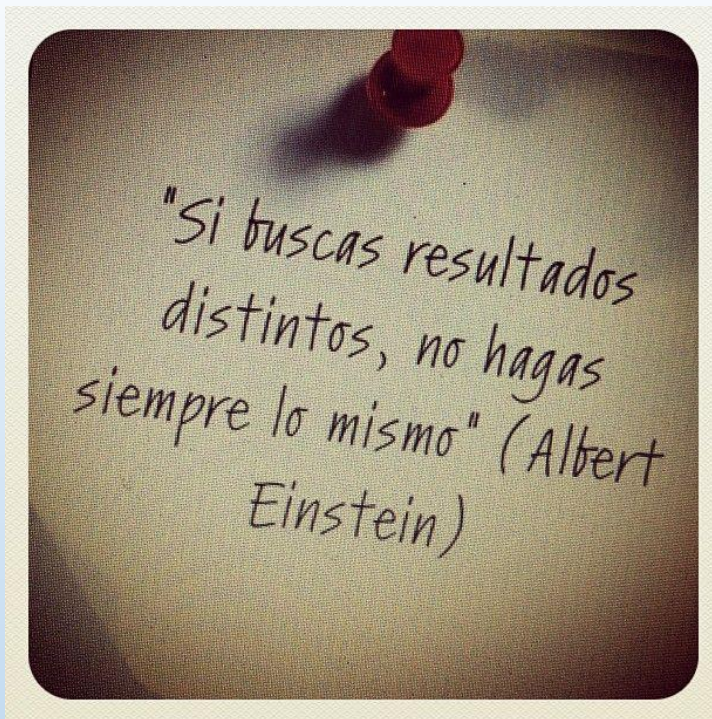 "Si buscas resultados
distintos, no hagas
siempre lo mismo" (Albert
Einstein)